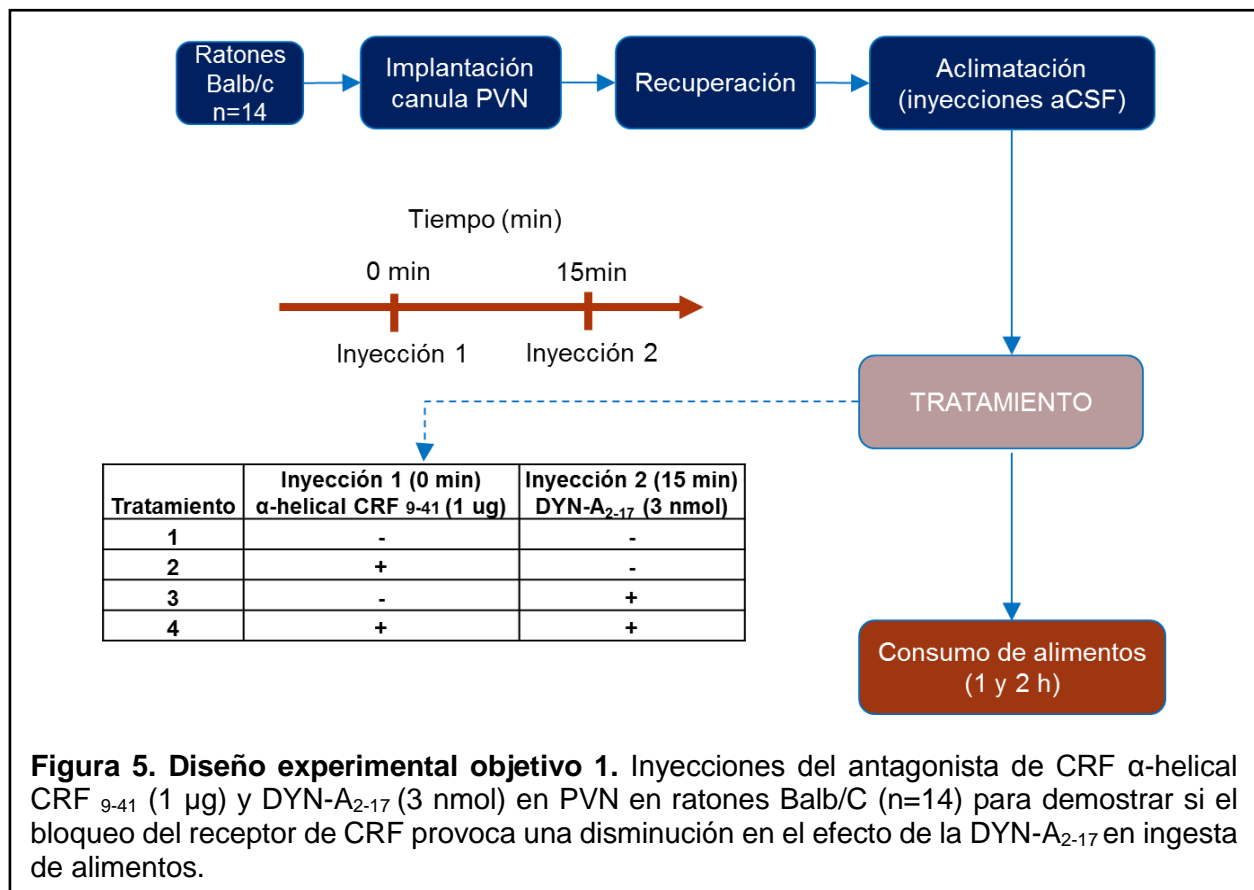 Ratones
Balb/c
n=14
Implantación
canula PVN
Recuperación
Aclimatación
(inyecciones aCSF)
Tiempo (min)
0 min 15min
Inyección 1 Inyección 2
TRATAMIENTO
Inyección 1 (0 min) Inyección 2 (15 min)
Tratamiento α-helical CRF 9-41 (1 ug) DYN-A2-17 (3 nmol)
1 - -
2 + -
3 - +
4 + +
Consumo de alimentos
(1 y 2 h)
Figura 5. Diseño experimental objetivo 1. Inyecciones del antagonista de CRF α-helical
CRF 9-41 (1 µg) y DYN-A2-17 (3 nmol) en PVN en ratones Balb/C (n=14) para demostrar si el
bloqueo del receptor de CRF provoca una disminución en el efecto de la DYN-A2-17 en ingesta
de alimentos.